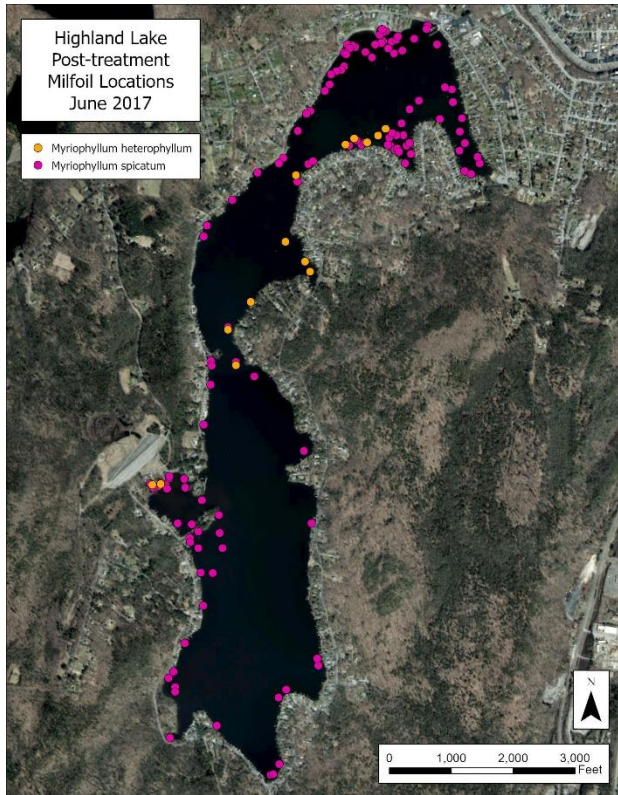 Highland Lake
Post-treatment
Milfoil Locations
June 2017
Myriophyllum heterophyllum
Myriophyllum spicatum
N
0 1,000 2,000 3,000
Feet